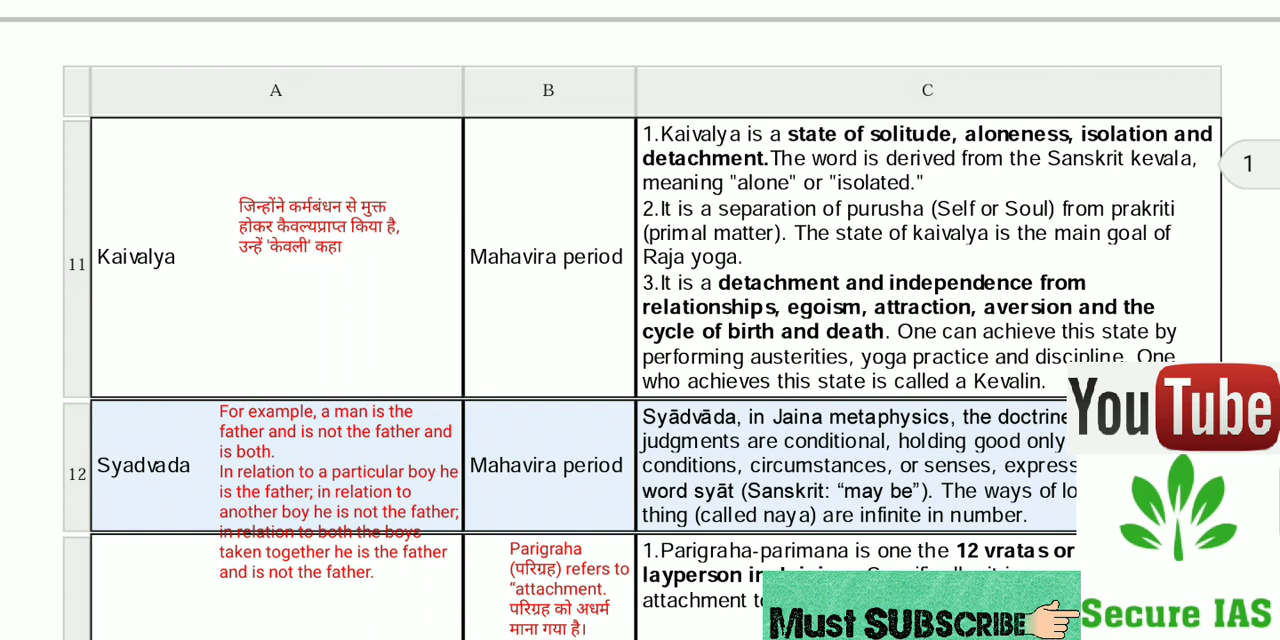 A
B
C
1
11
Kaivalya
जिन्होंने कर्मबंधन से मुक्त
होकर कैवल्यप्राप्त किया है,
उन्हें 'केवली' कहा
Mahavira period
1.Kaivalya is a state of solitude, aloneness, isolation and
detachment.The word is derived from the Sanskrit kevala,
meaning "alone" or "isolated."
2.It is a separation of purusha (Self or Soul) from prakriti
(primal matter). The state of kaivalya is the main goal of
Raja yoga.
3.It is a detachment and independence from
relationships, egoism, attraction, aversion and the
cycle of birth and death. One can achieve this state by
performing austerities, yoga practice and discipline. One
who achieves this state is called a Kevalin.
12
Syadvada
For example, a man is the
father and is not the father and
is both.
In relation to a particular boy he
is the father; in relation to
another boy he is not the father;
in relation to both the boys
taken together he is the father
and is not the father.
Mahavira period
Syādvāda, in Jaina metaphysics, the doctrine
judgments are conditional, holding good only
conditions, circumstances, or senses,
word syāt (Sanskrit: “may be”). The ways of
thing (called naya) are infinite in number.
Parigraha
(परिग्रह) refers to
“attachment.
परिग्रह को अधर्म
माना गया है।
1.Parigraha-parimana is one the 12 vratas or
layperson
attachment
YouTube
Must SUBSCRIBE
Secure IAS